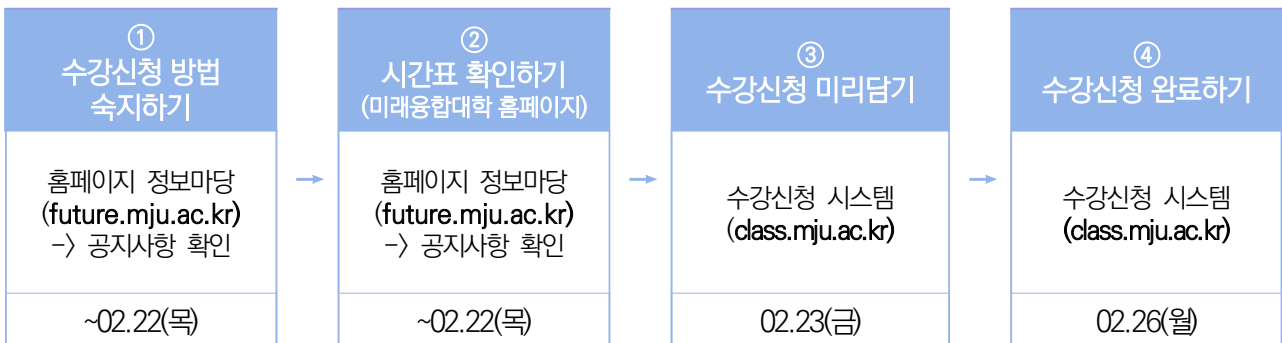 ①
수강신청 방법
숙지하기
홈페이지 정보마당
(future.mju.ac.kr)
-> 공지사항 확인
~02.22(목)
→
②
시간표 확인하기
(미래융합대학 홈페이지)
홈페이지 정보마당
(future.mju.ac.kr)
-> 공지사항 확인
~02.22(목)
→
③
수강신청 미리담기
수강신청 시스템
(class.mju.ac.kr)
02.23(금)
→
④
수강신청 완료하기
수강신청 시스템
(class.mju.ac.kr)
02.26(월)